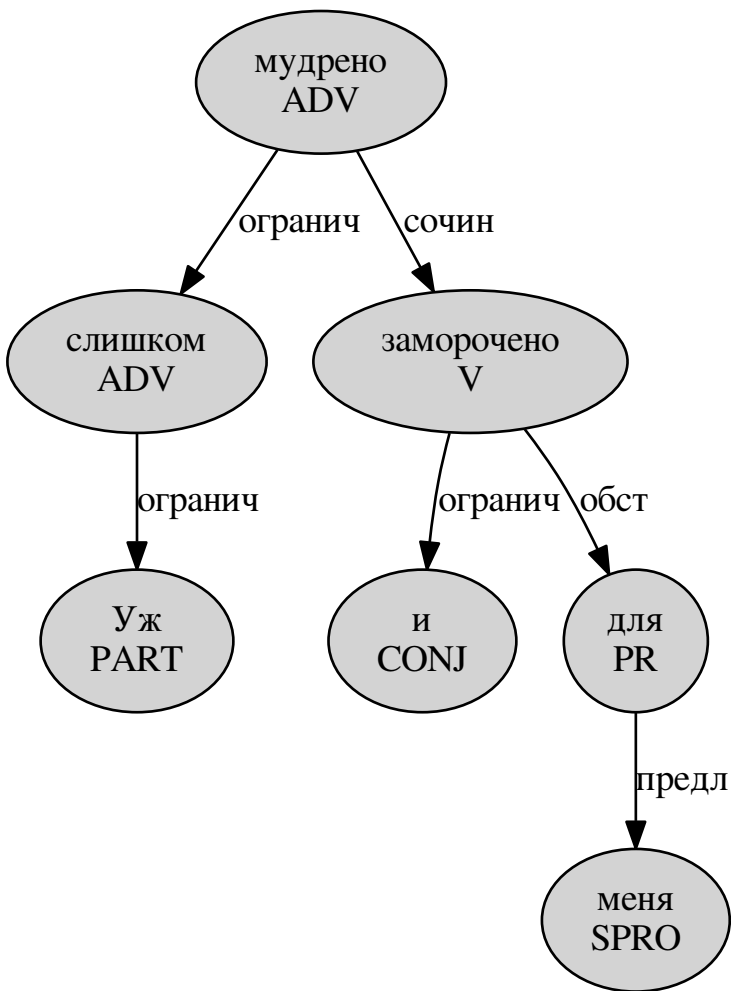 мудрено
ADV
огранич
сочин
слишком
ADV
заморочено
V
огранич
огранич
обст
Уж
PART
и
CONJ
для
PR
предл
меня
SPRO